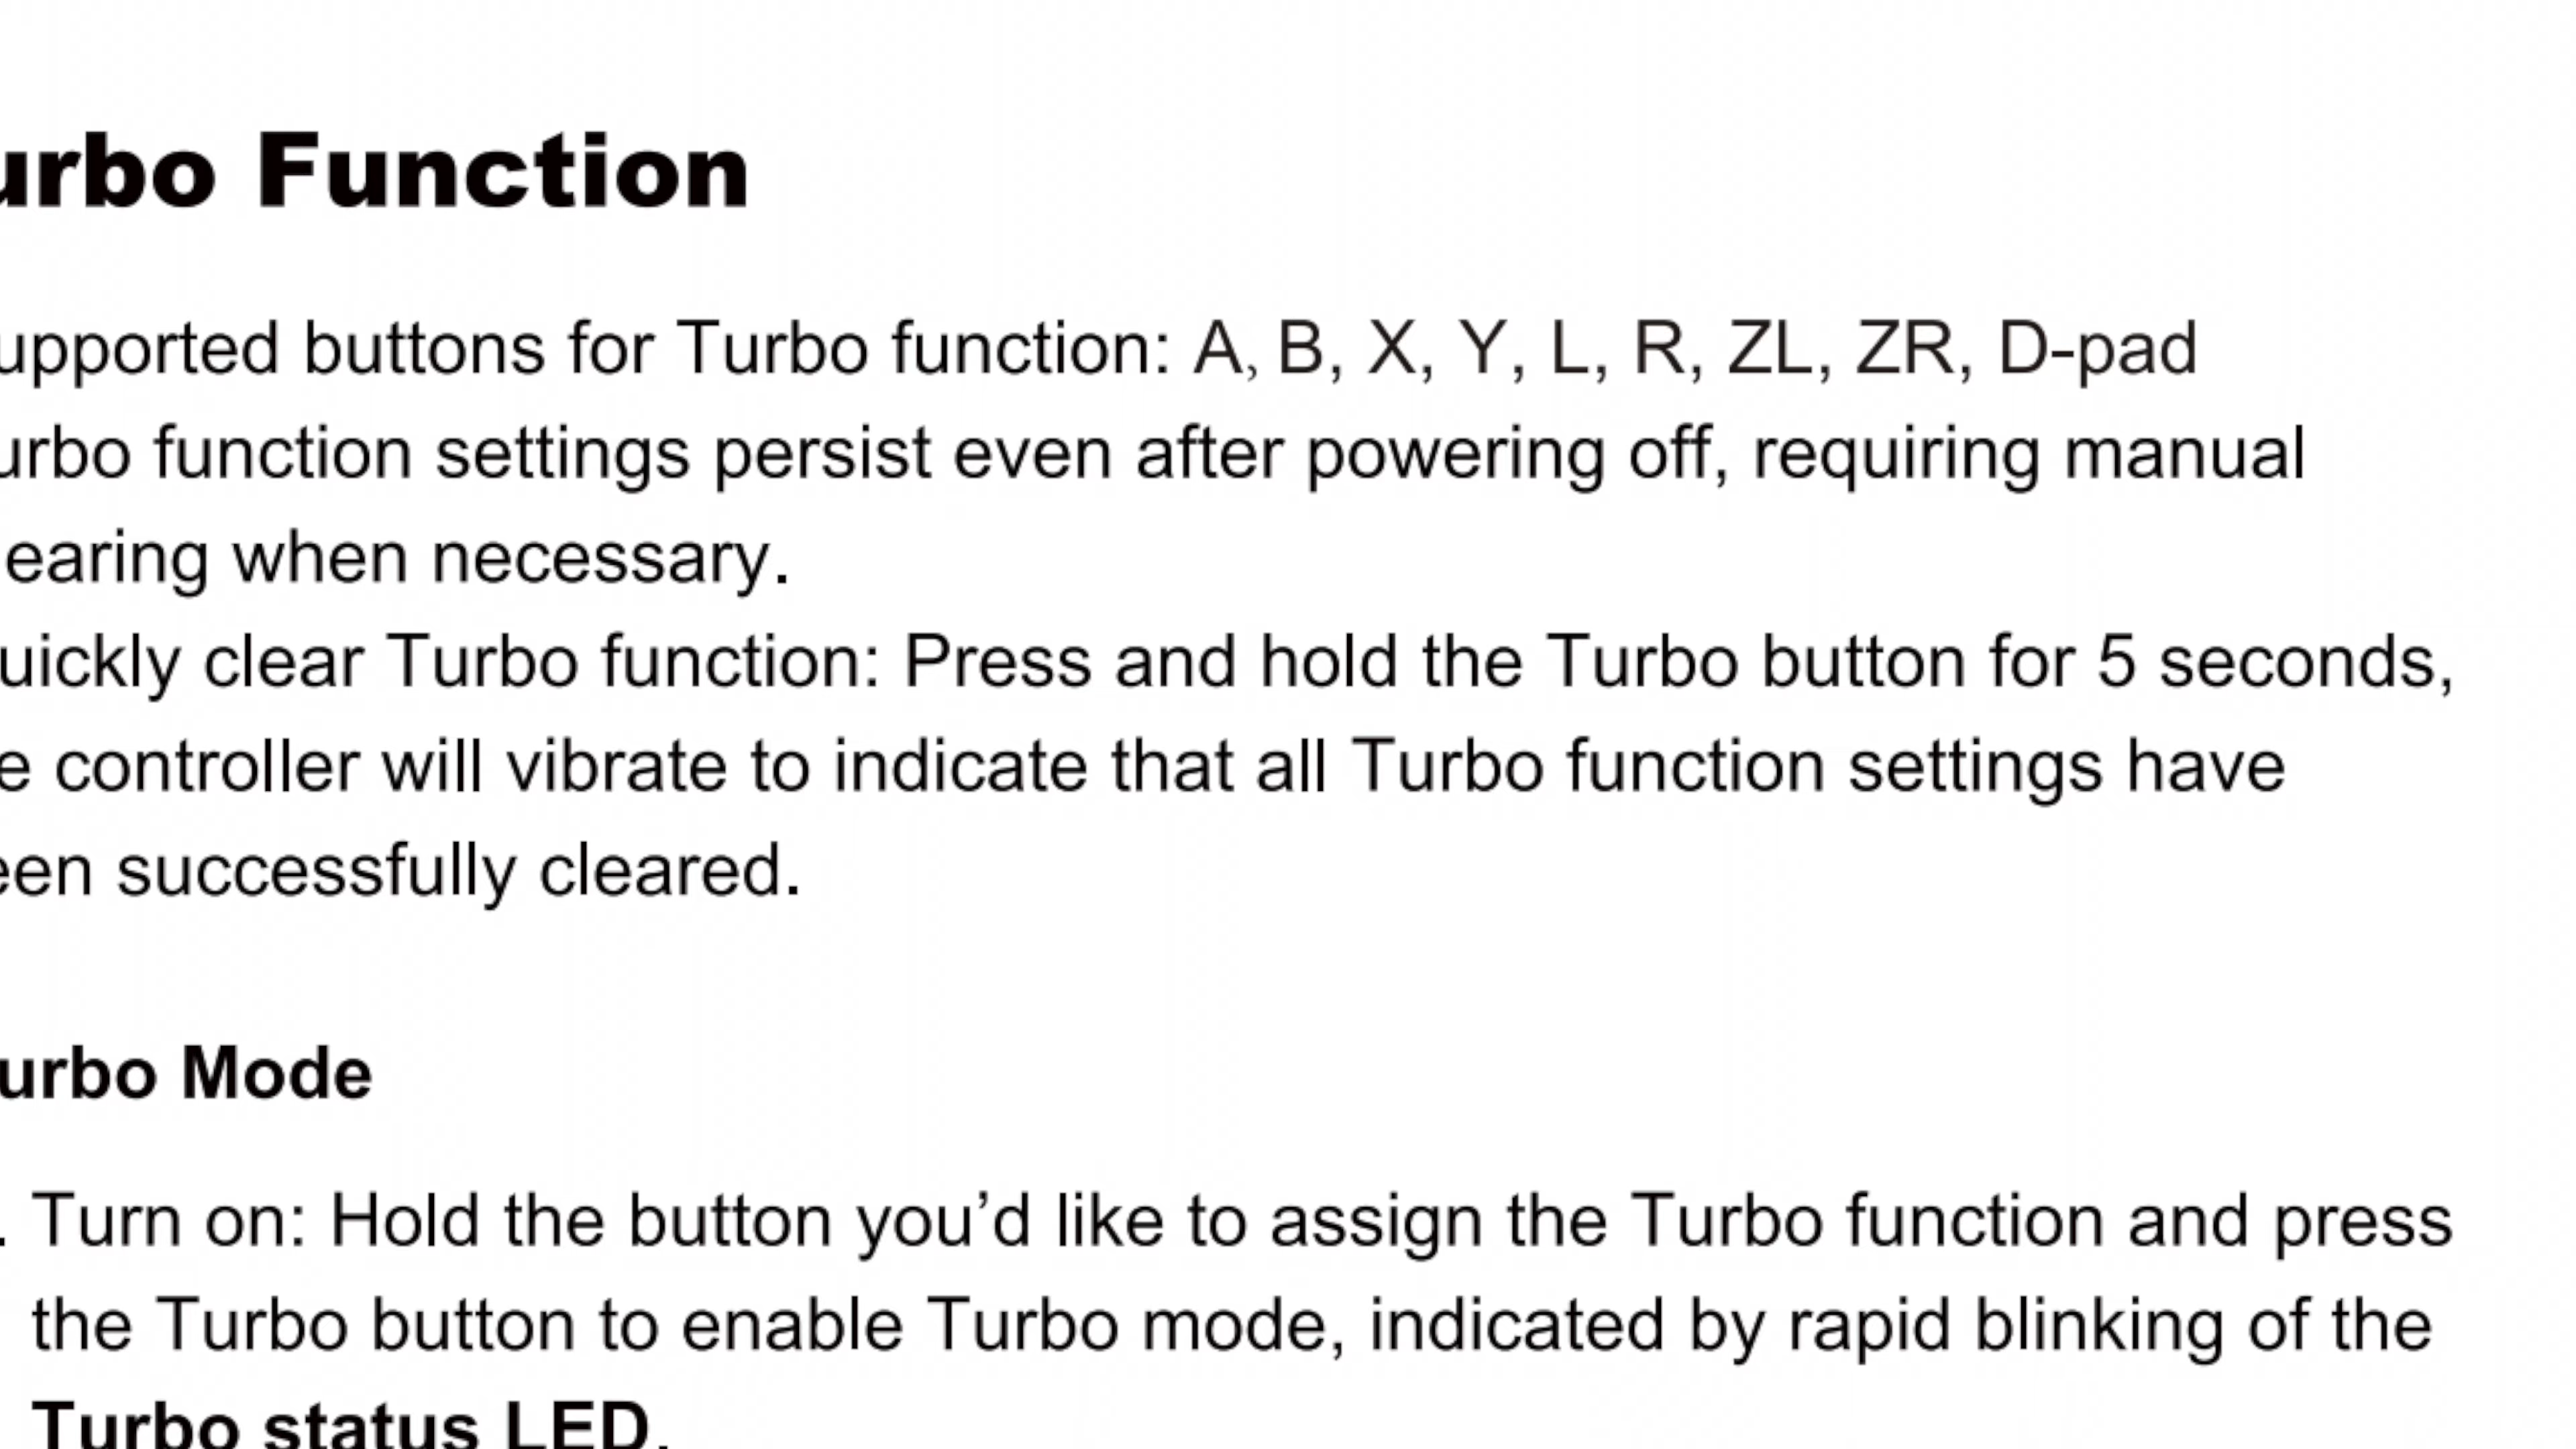 urbo Function
upported buttons for Turbo function: A, B, X, Y, L, R, ZL, ZR, D-pad
urbo function settings persist even after powering off, requiring manual
earing when necessary.
uickly clear Turbo function: Press and hold the Turbo button for 5 seconds,
e controller will vibrate to indicate that all Turbo function settings have
een successfully cleared.
urbo Mode
. Turn on: Hold the button you’d like to assign the Turbo function and press
the Turbo button to enable Turbo mode, indicated by rapid blinking of the
Turbo status LED.